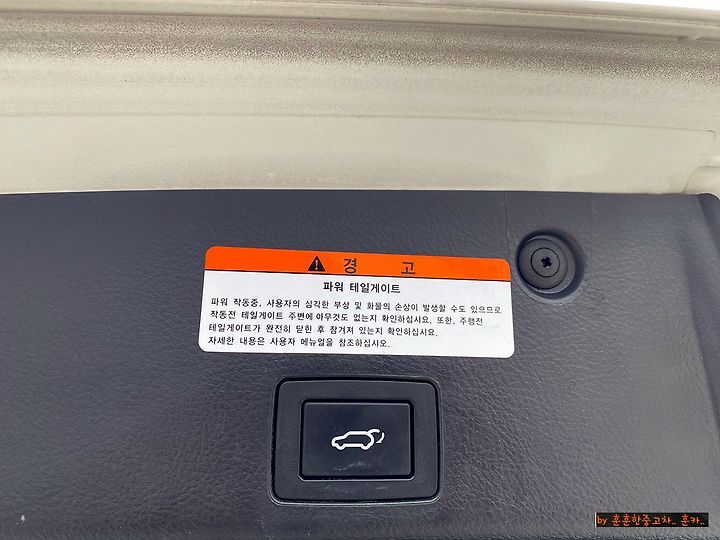 경 고
파워 테일게이트
파워 작동중, 사용자의 심각한 부상 및 화물의 손상이 발생할 수도 있으므로
작동전 테일게이트 주변에 아무것도 없는지 확인하십시요. 또한, 주행전
테일게이트가 완전히 닫힌 후 잠겨져 있는지 확인하십시요.
자세한 내용은 사용자 메뉴얼을 참조하십시오.
by 훈훈한중고차.. 훈카..